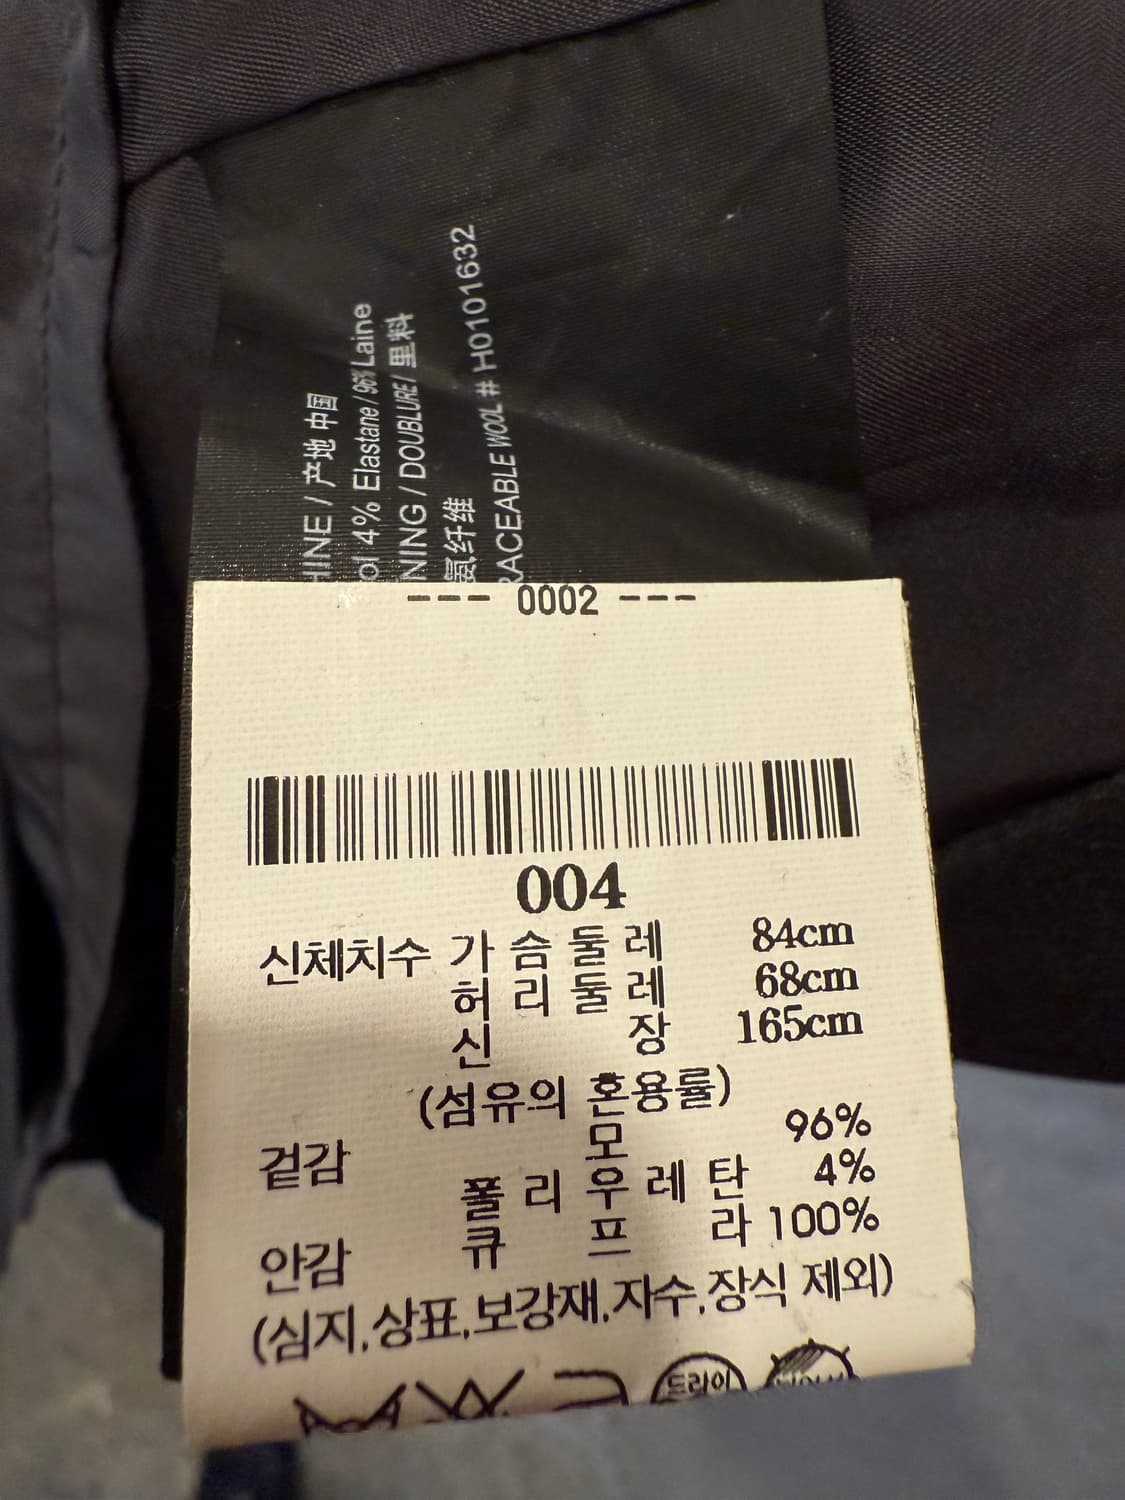 HINE / 产地 中国
ol 4% Elastane / 96% Laine
NING / DOUBLURE / 里料
氨纤维
RACEABLE WOOL # H0101632
--- 0002 ---
004
신체치수 가슴둘레 84cm
허리둘레 68cm
신장 165cm
(섬유의 혼용률)
겉감 모 96%
폴리우레탄 4%
안감 큐프라 100%
(심지,상표,보강재,자수,장식 제외)
드라이